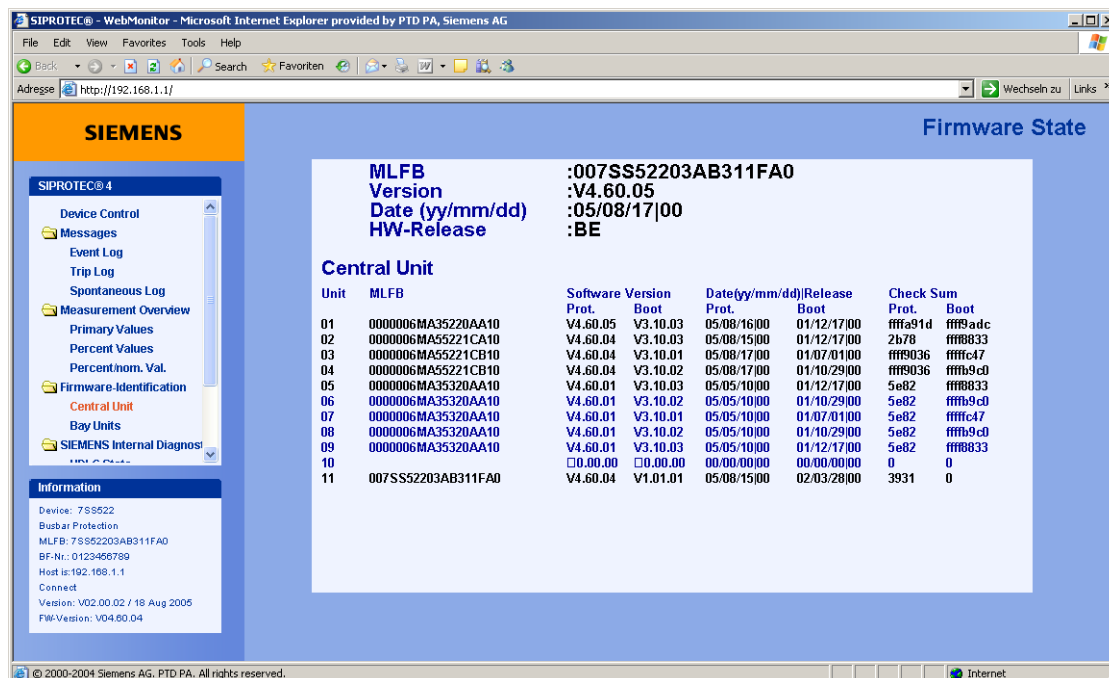 SIPROTEC® - WebMonitor - Microsoft Internet Explorer provided by PTD PA, Siemens AG
File Edit View Favorites Tools Help
Back Search Favoriten
Adresse http://192.168.1.1/ Wechseln zu Links »
SIEMENS
Firmware State
SIPROTEC® 4
Device Control
Messages
Event Log
Trip Log
Spontaneous Log
Measurement Overview
Primary Values
Percent Values
Percent/nom. Val.
Firmware-Identification
Central Unit
Bay Units
SIEMENS Internal Diagnost
Information
Device: 7SS522
Busbar Protection
MLFB: 7SS52203AB311FA0
BF-Nr.: 0123456789
Host is:192.168.1.1
Connect
Version: V02.00.02 / 18 Aug 2005
FW-Version: V04.60.04
MLFB :007SS52203AB311FA0
Version :V4.60.05
Date (yy/mm/dd) :05/08/17|00
HW-Release :BE
Central Unit
Unit MLFB Software Version Date(yy/mm/dd)|Release Check Sum
Prot. Boot Prot. Boot Prot. Boot
01 0000006MA35220AA10 V4.60.05 V3.10.03 05/08/16|00 01/12/17|00 ffffa91d ffff9adc
02 0000006MA55221CA10 V4.60.04 V3.10.03 05/08/15|00 01/12/17|00 2b78 ffff8833
03 0000006MA55221CB10 V4.60.04 V3.10.01 05/08/17|00 01/07/01|00 ffff9036 fffffc47
04 0000006MA55221CB10 V4.60.04 V3.10.02 05/08/17|00 01/10/29|00 ffff9036 ffffb9c0
05 0000006MA35320AA10 V4.60.01 V3.10.03 05/05/10|00 01/12/17|00 5e82 ffff8833
06 0000006MA35320AA10 V4.60.01 V3.10.02 05/05/10|00 01/10/29|00 5e82 ffffb9c0
07 0000006MA35320AA10 V4.60.01 V3.10.01 05/05/10|00 01/07/01|00 5e82 fffffc47
08 0000006MA35320AA10 V4.60.01 V3.10.02 05/05/10|00 01/10/29|00 5e82 ffffb9c0
09 0000006MA35320AA10 V4.60.01 V3.10.03 05/05/10|00 01/12/17|00 5e82 ffff8833
10 □0.00.00 □0.00.00 00/00/00|00 00/00/00|00 0 0
11 007SS52203AB311FA0 V4.60.04 V1.01.01 05/08/15|00 02/03/28|00 3931 0
© 2000-2004 Siemens AG. PTD PA. All rights reserved. Internet